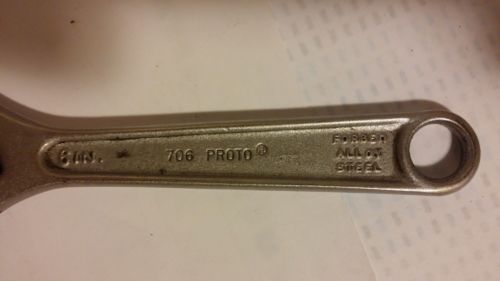 6 IN.
706 PROTO®
FORGED
ALLOY
STEEL